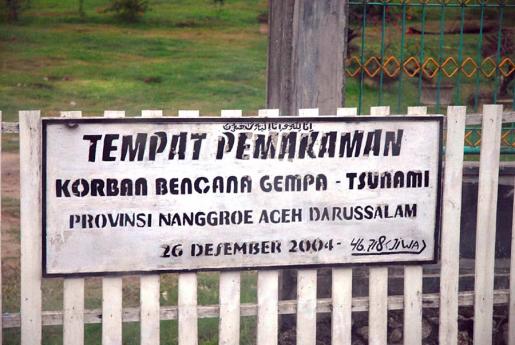 TEMPAT PEMAKAMAN
KORBAN BENCANA GEMPA - TSUNAMI
PROVINSI NANGGROE ACEH DARUSSALAM
26 DESEMBER 2004 - 46.718 (JIWA)